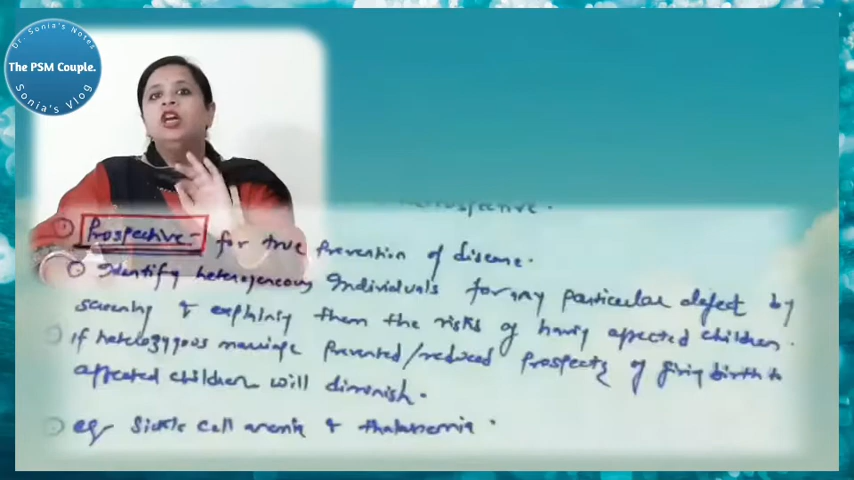 Dr. Sonia's Notes
The PSM Couple.
Sonia's Vlog
Prospective :- for true prevention of disease.
Identify heterogeneous Individuals for any particular defect by
screening & explainig them the risks of having affected children.
if heterozygous marriage prevented/reduced prospects of giving birth to
affected children will diminish.
eg Sickle cell anemia & thalassemia.